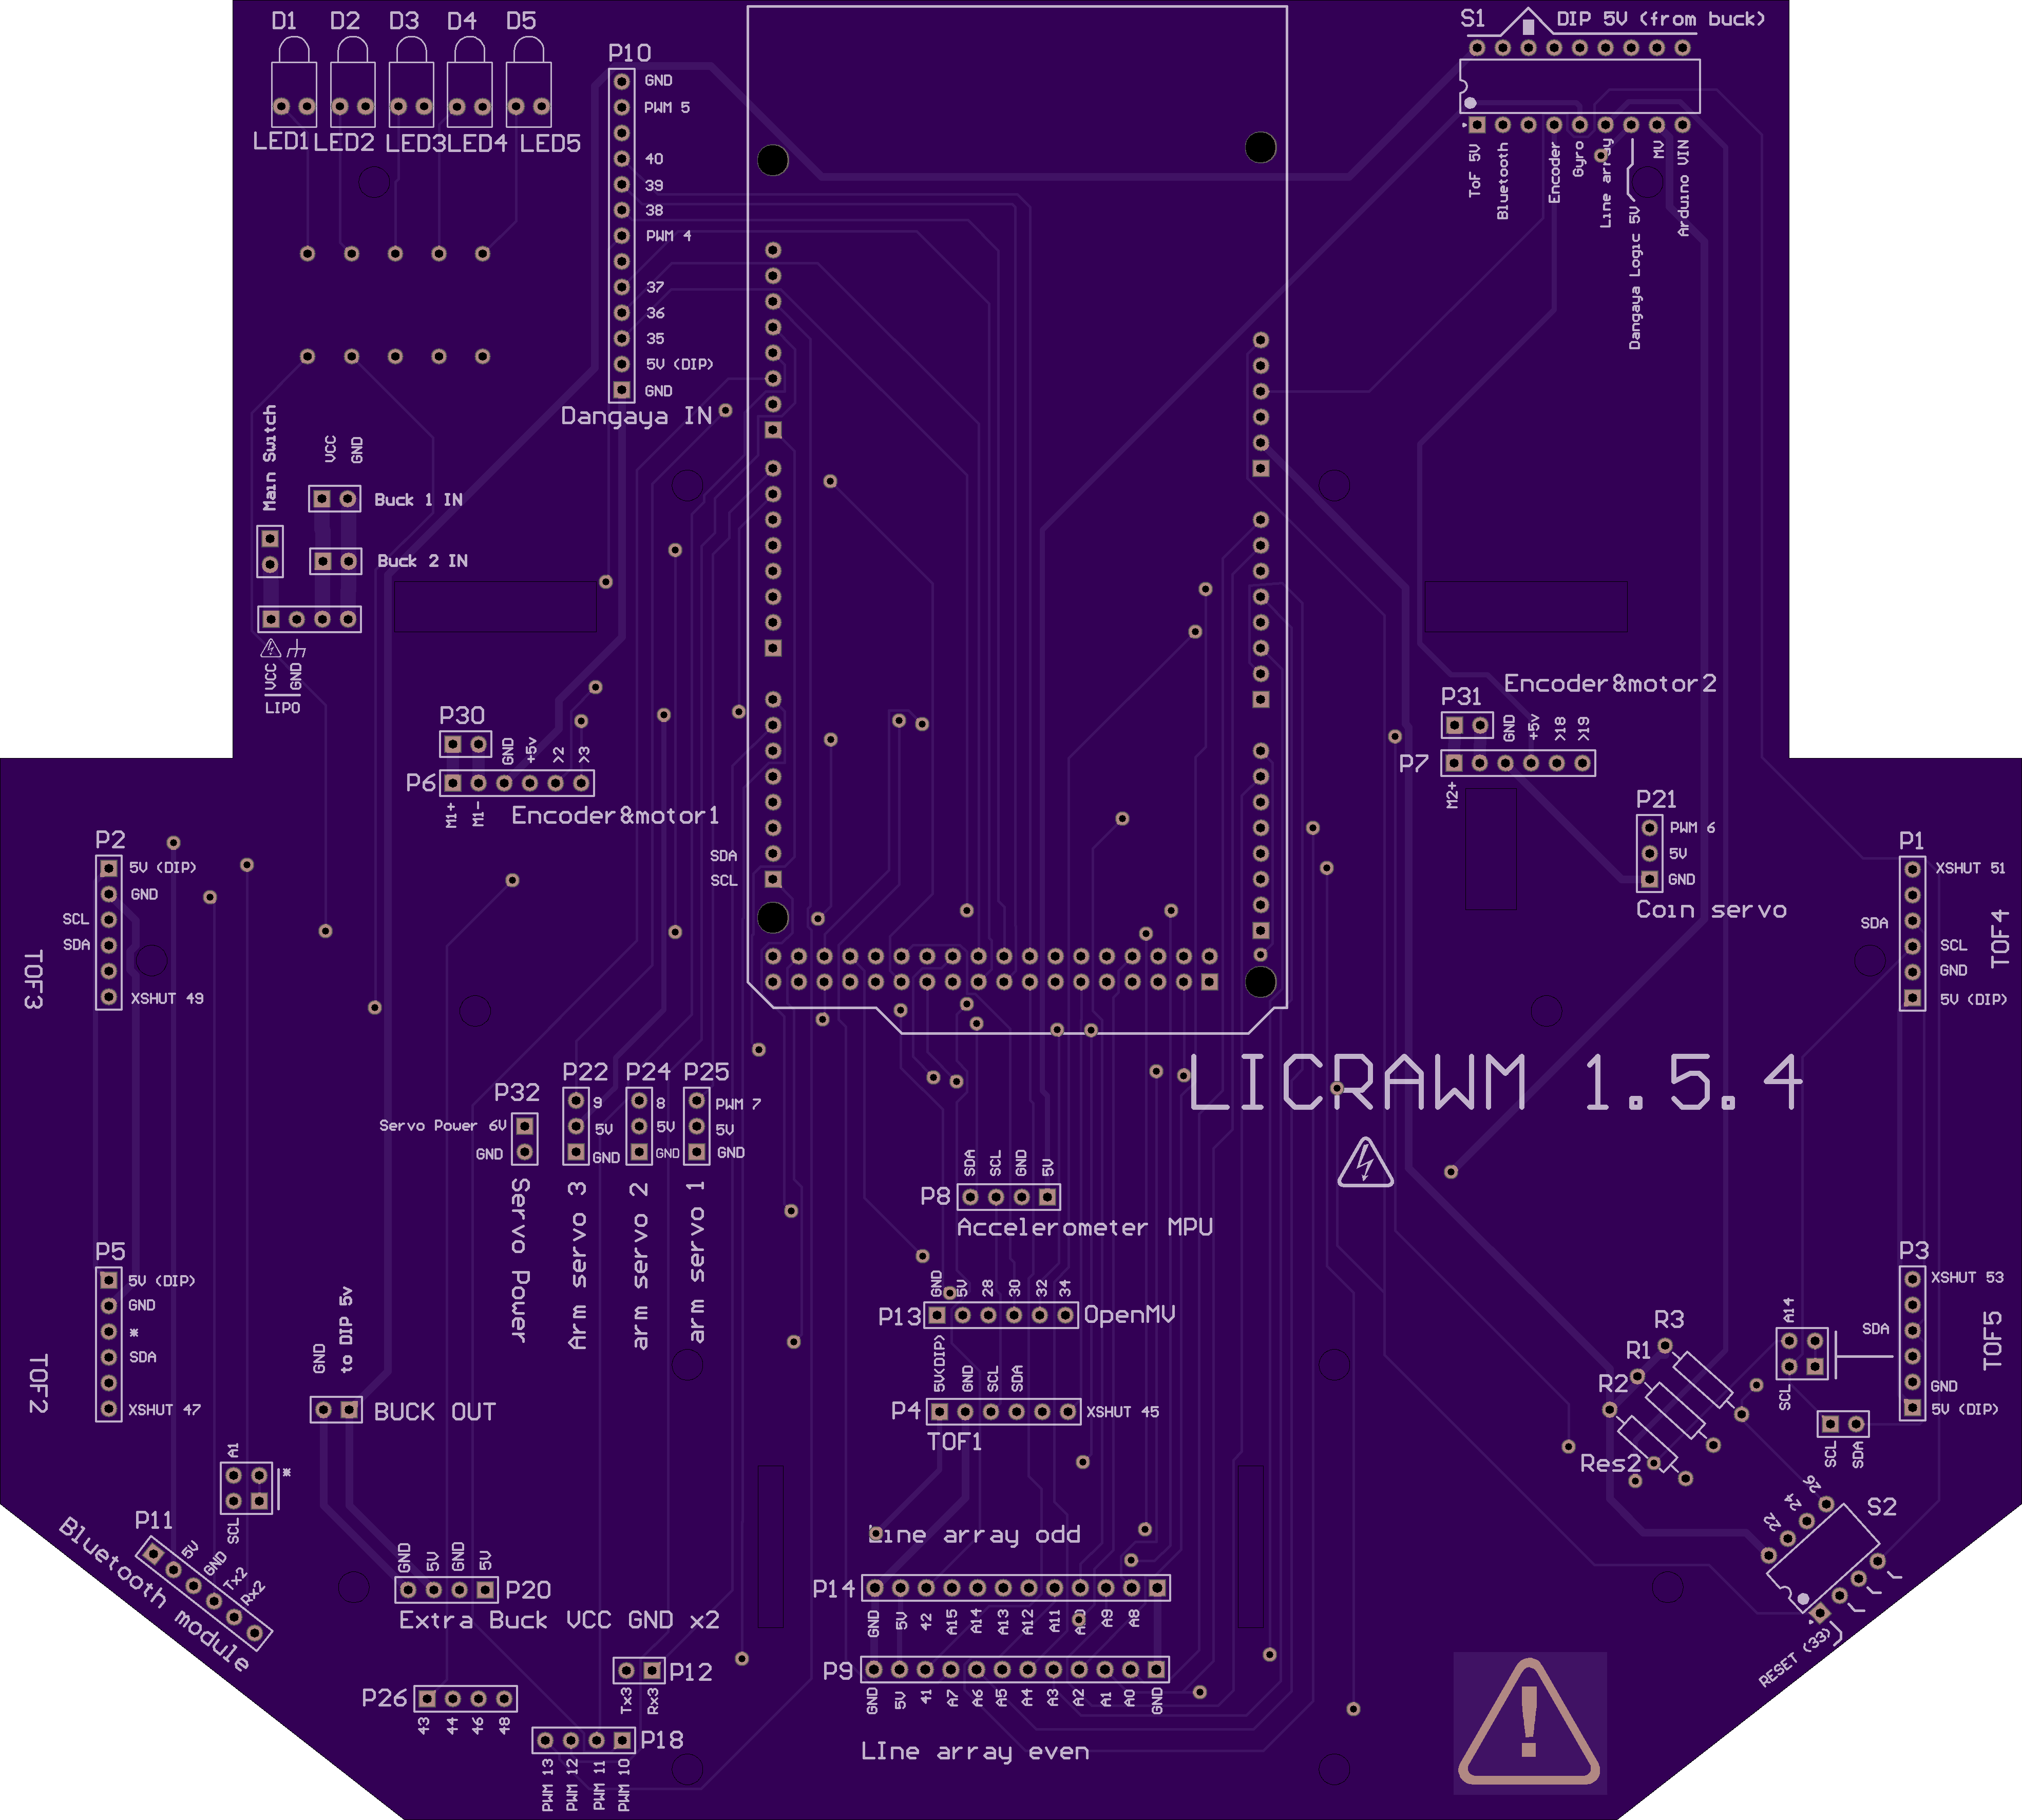 D1 D2 D3 D4 D5
LED1 LED2 LED3 LED4 LED5
P10
GND
PWM 5
40
39
38
PWM 4
37
36
35
5V (DIP)
GND
Dangaya IN
S1
DIP 5V (from buck)
ToF 5V
Bluetooth
Encoder
Gyro
Line array
Dangaya Logic 5V
MV
Arduino VIN
Main Switch
VCC
GND
Buck 1 IN
Buck 2 IN
VCC
GND
LIPO
P30
GND
+5v
>2
>3
P6
M1+
M1-
Encoder&motor1
Encoder&motor2
P31
GND
+5v
>18
>19
P7
M2+
P21
PWM 6
5V
GND
Coin servo
SDA
SCL
P2
5V (DIP)
GND
SCL
SDA
XSHUT 49
TOF3
P1
XSHUT 51
SDA
SCL
GND
5V (DIP)
TOF4
LICRAWM 1.5.4
P32
Servo Power 6V
GND
Servo Power
P22
9
5V
GND
Arm servo 3
P24
8
5V
GND
arm servo 2
P25
PWM 7
5V
GND
arm servo 1
P8
SDA
SCL
GND
5V
Accelerometer MPU
P13
GND
5V
28
30
32
34
OpenMV
P4
5V(DIP)
GND
SCL
SDA
XSHUT 45
TOF1
P5
5V (DIP)
GND
*
SDA
XSHUT 47
TOF2
GND
to DIP 5v
BUCK OUT
P3
XSHUT 53
SDA
GND
5V (DIP)
TOF5
A14
SCL
SCL
SDA
R3
R1
R2
Res2
A1
*
SCL
P11
5V
GND
Tx2
Rx2
Bluetooth module
GND
5V
GND
5V
P20
Extra Buck VCC GND x2
P12
Tx3
Rx3
P26
43
44
46
48
P18
PWM 13
PWM 12
PWM 11
PWM 10
Line array odd
P14
GND
5V
42
A15
A14
A13
A12
A11
A9
A8
P9
GND
5V
41
A7
A6
A5
A4
A3
A2
A1
A0
GND
LIne array even
S2
22
24
26
RESET (33)
!